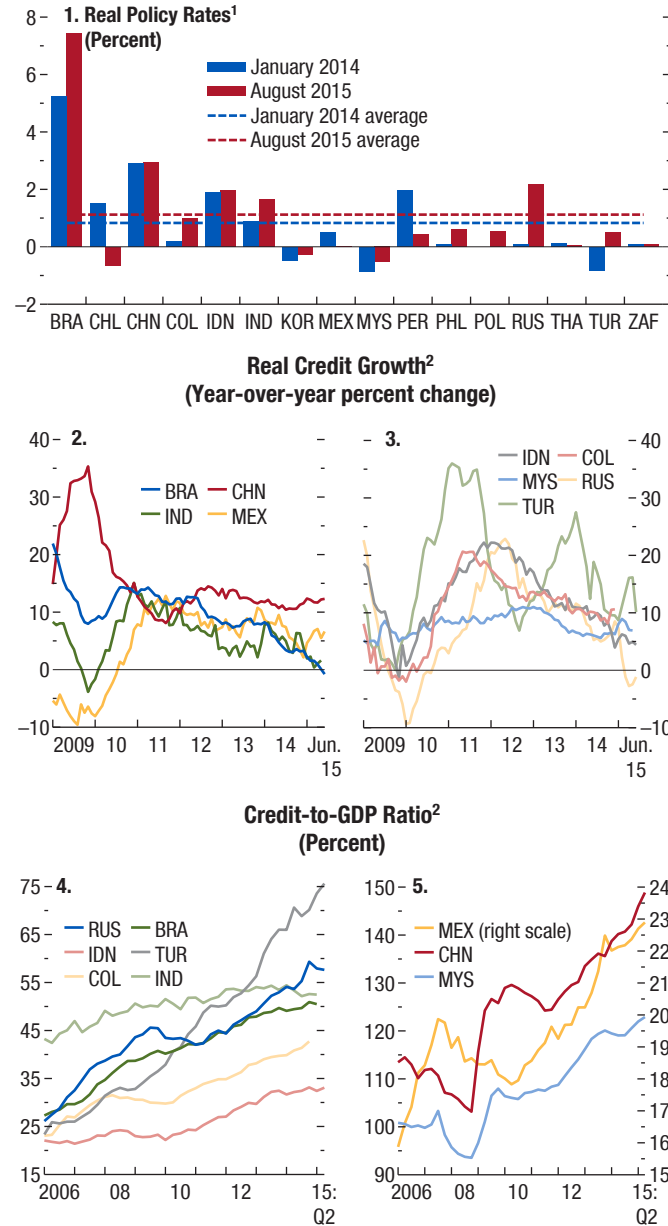 1. Real Policy Rates¹
(Percent)
8
6
4
2
0
–2
January 2014
August 2015
January 2014 average
August 2015 average
BRA CHL CHN COL IDN IND KOR MEX MYS PER PHL POL RUS THA TUR ZAF
Real Credit Growth²
(Year-over-year percent change)
2.
40
30
20
10
0
–10
BRA CHN
IND MEX
2009 10 11 12 13 14 Jun.
15
3.
40
30
20
10
0
–10
IDN COL
MYS RUS
TUR
2009 10 11 12 13 14 Jun.
15
Credit-to-GDP Ratio²
(Percent)
4.
75
65
55
45
35
25
15
RUS BRA
IDN TUR
COL IND
2006 08 10 12 15:
Q2
5.
150
140
130
120
110
100
90
MEX (right scale)
CHN
MYS
24
23
22
21
20
19
18
17
16
15
2006 08 10 12 15:
Q2